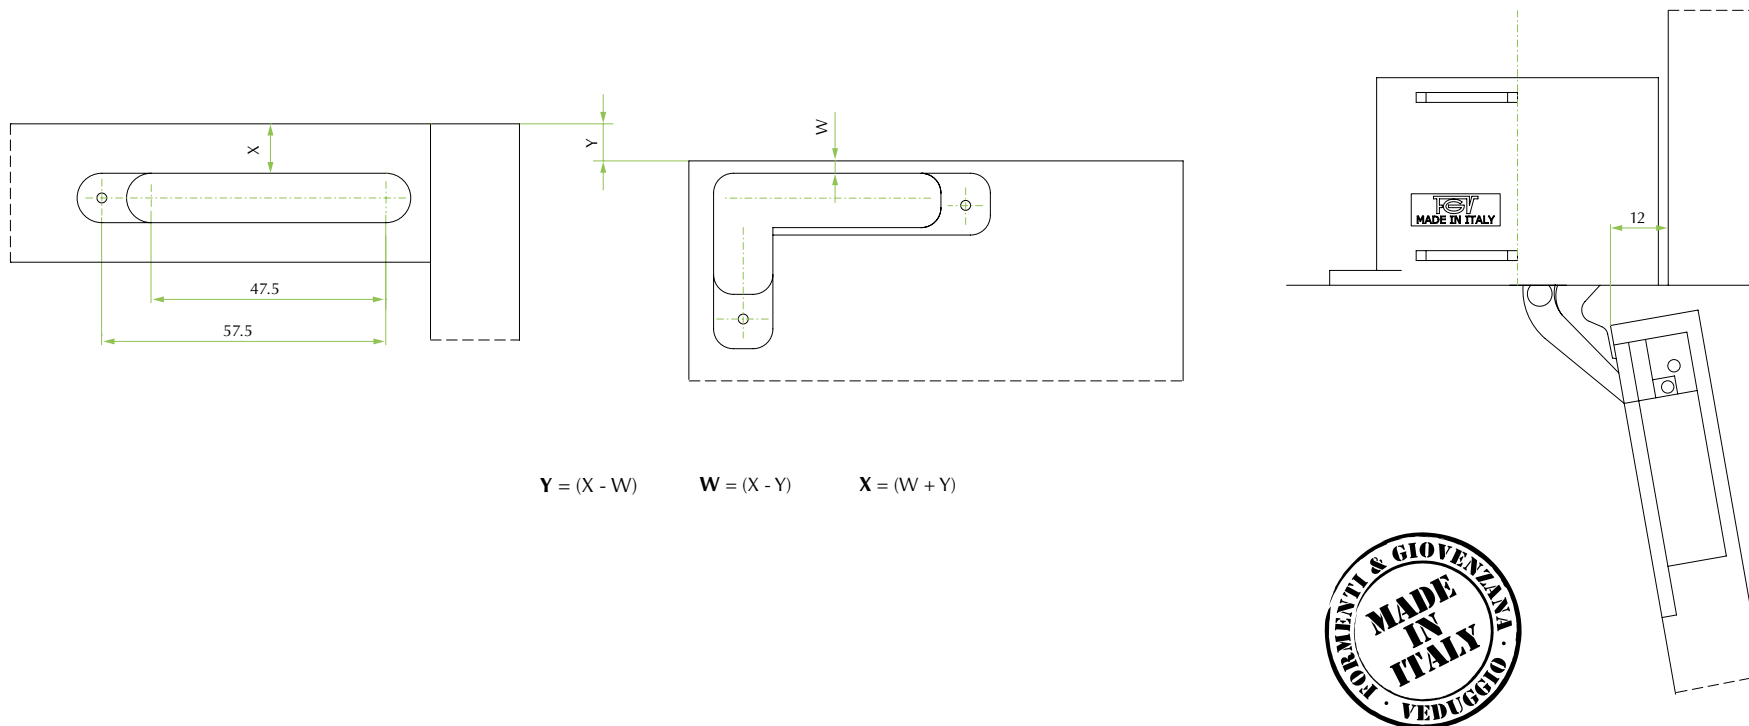 X
47.5
57.5
Y
W
Y = (X - W)
W = (X - Y)
X = (W + Y)
FGV
MADE IN ITALY
12
FORMENTI & GIOVENZANA · VEDUGGIO ·
MADE
IN
ITALY